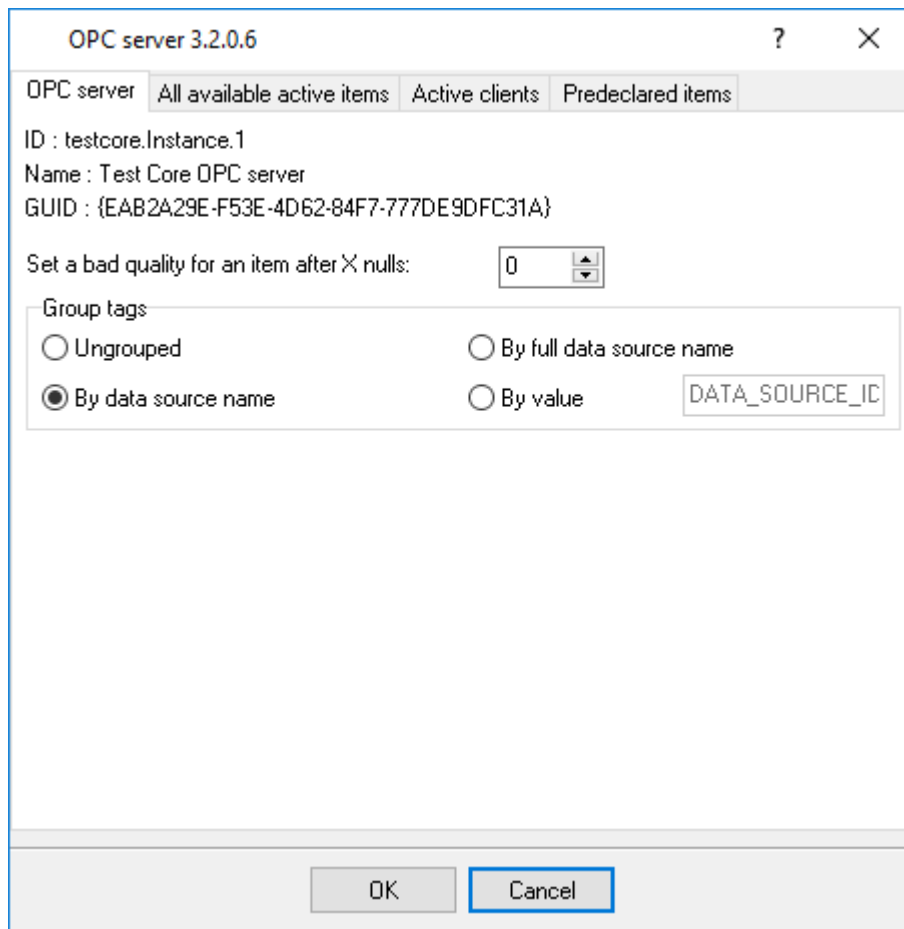 OPC server 3.2.0.6 ?
OPC server All available active items Active clients Predeclared items
ID : testcore.Instance.1
Name : Test Core OPC server
GUID : {EAB2A29E-F53E-4D62-84F7-777DE9DFC31A}
Set a bad quality for an item after X nulls: 0
Group tags
Ungrouped By full data source name
By data source name By value DATA_SOURCE_ID
OK Cancel